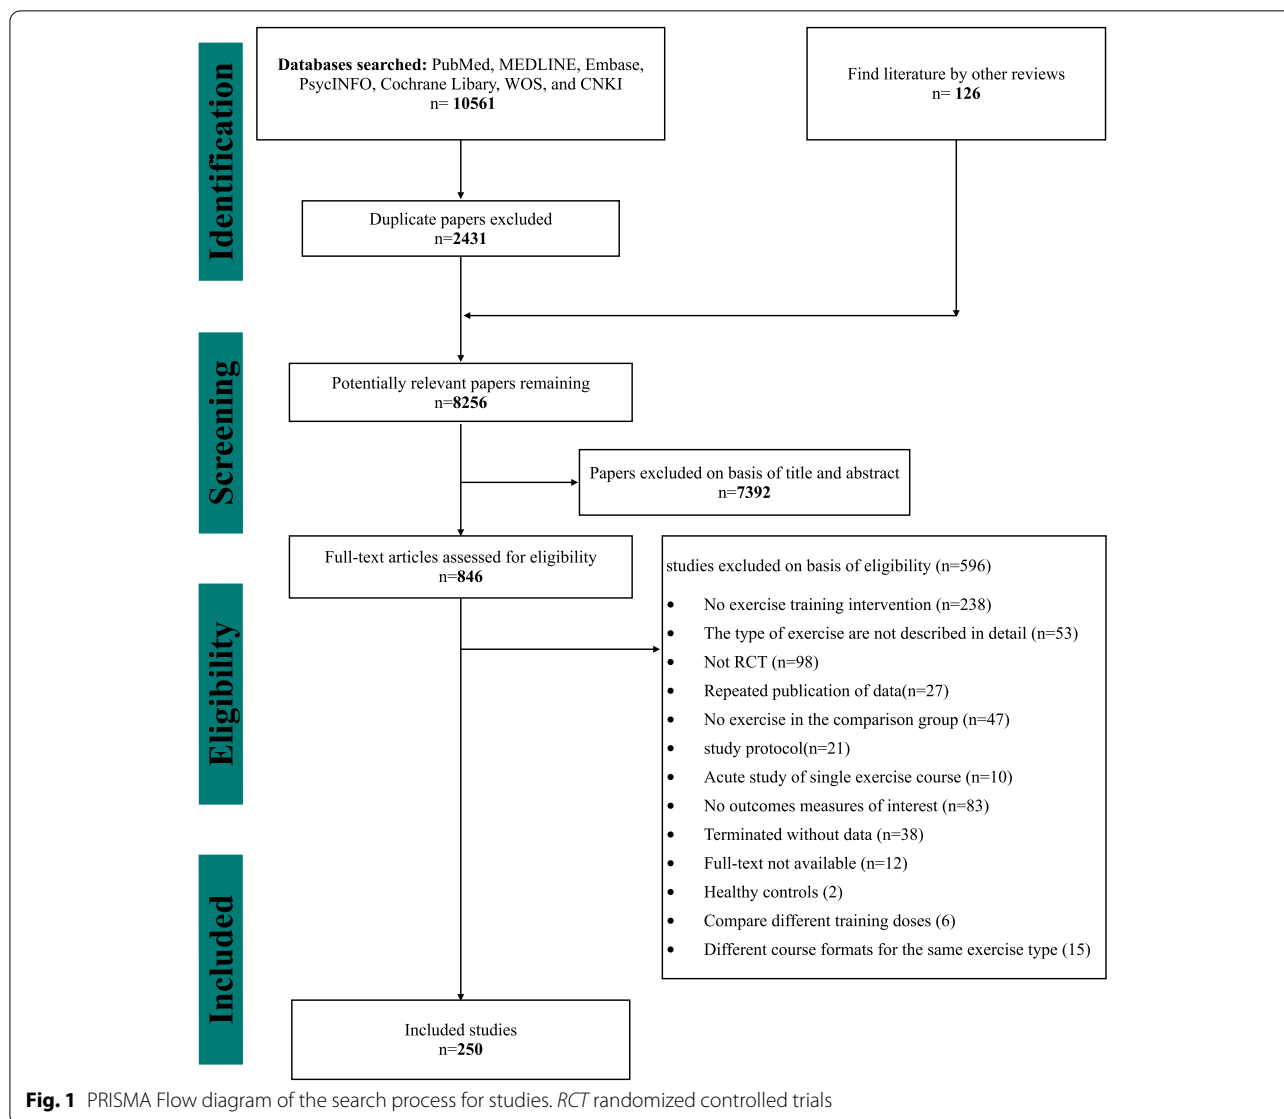 Identification
Databases searched: PubMed, MEDLINE, Embase,
PsycINFO, Cochrane Libary, WOS, and CNKI
n= 10561
Find literature by other reviews
n= 126
Duplicate papers excluded
n=2431
Screening
Potentially relevant papers remaining
n=8256
Papers excluded on basis of title and abstract
n=7392
Full-text articles assessed for eligibility
n=846
Eligibility
studies excluded on basis of eligibility (n=596)
• No exercise training intervention (n=238)
• The type of exercise are not described in detail (n=53)
• Not RCT (n=98)
• Repeated publication of data(n=27)
• No exercise in the comparison group (n=47)
• study protocol(n=21)
• Acute study of single exercise course (n=10)
• No outcomes measures of interest (n=83)
• Terminated without data (n=38)
• Full-text not available (n=12)
• Healthy controls (2)
• Compare different training doses (6)
• Different course formats for the same exercise type (15)
Included
Included studies
n=250
Fig. 1 PRISMA Flow diagram of the search process for studies. RCT randomized controlled trials